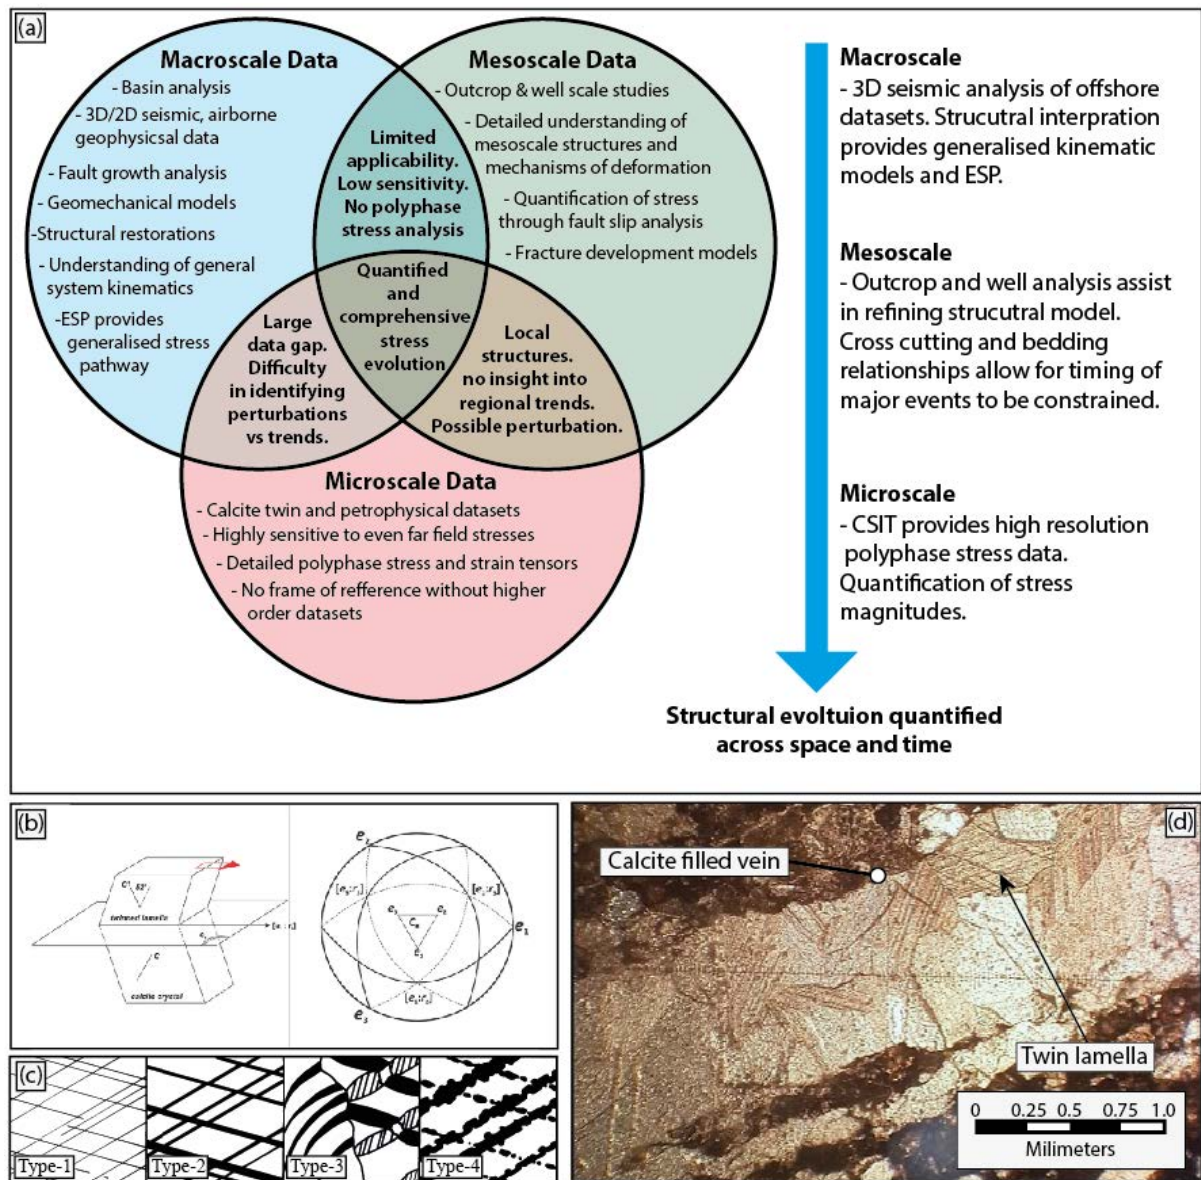 (a)
Macroscale Data
- Basin analysis
- 3D/2D seismic, airborne
geophysicsal data
- Fault growth analysis
- Geomechanical models
-Structural restorations
- Understanding of general
system kinematics
-ESP provides
generalised stress
pathway
Mesoscale Data
- Outcrop & well scale studies
- Detailed understanding of
mesoscale structures and
mechanisms of deformation
- Quantification of stress
through fault slip analysis
- Fracture development models
Limited
applicability.
Low sensitivity.
No polyphase
stress analysis
Quantified
and
comprehensive
stress
evolution
Large
data gap.
Difficulty
in identifying
perturbations
vs trends.
Local
structures.
no insight into
regional trends.
Possible perturbation.
Microscale Data
- Calcite twin and petrophysical datasets
- Highly sensitive to even far field stresses
- Detailed polyphase stress and strain tensors
- No frame of refference without higher
order datasets
Macroscale
- 3D seismic analysis of offshore
datasets. Strucutral interpration
provides generalised kinematic
models and ESP.
Mesoscale
- Outcrop and well analysis assist
in refining strucutral model.
Cross cutting and bedding
relationships allow for timing of
major events to be constrained.
Microscale
- CSIT provides high resolution
polyphase stress data.
Quantification of stress
magnitudes.
Structural evoltuion quantified
across space and time
(b)
twinned lamella
calcite crystal
e1
e3
(c)
Type-1
Type-2
Type-3
Type-4
(d)
Calcite filled vein
Twin lamella
0 0.25 0.5 0.75 1.0
Milimeters